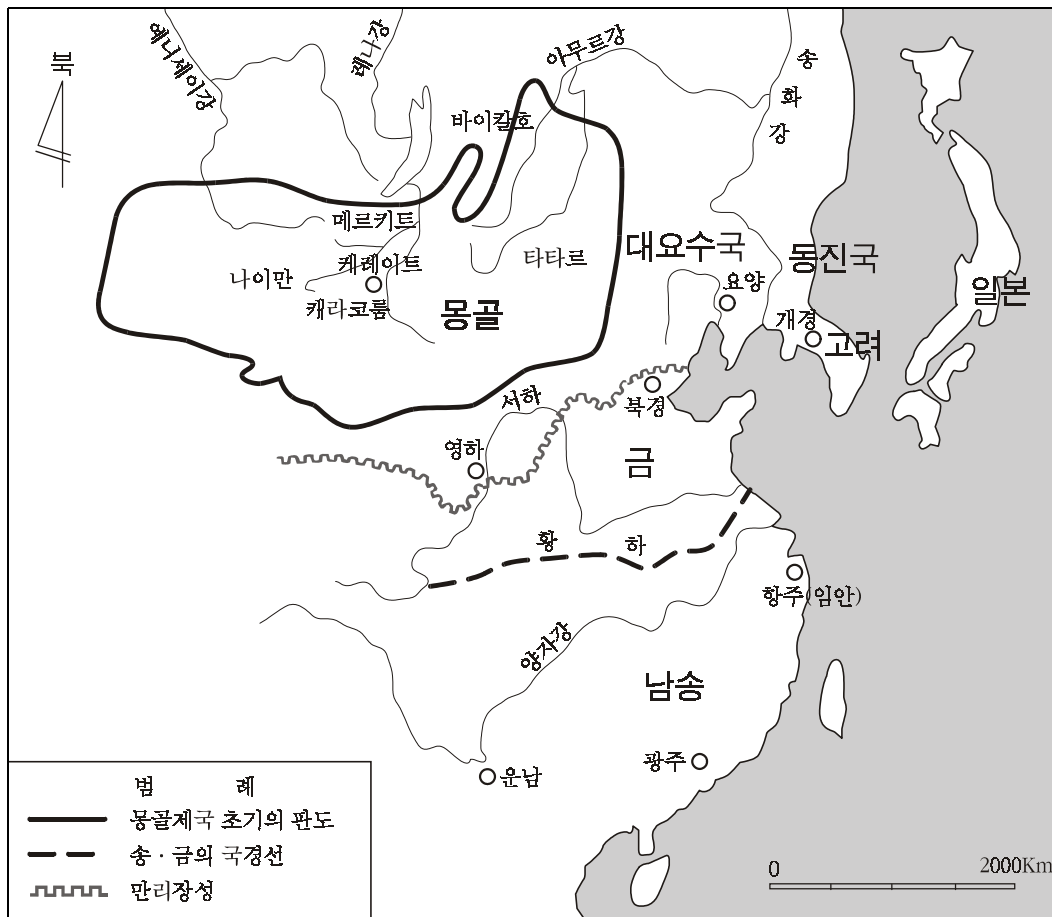 예니세이강
레나강
아무르강
송화강
북
바이칼호
메르키트
케레이트
나이만
캐라코룸
몽골
타타르
대요수국
요양
동진국
개경
고려
일본
서하
북경
영하
금
황 하
항주(임안)
양자강
남송
광주
운남
범 례
몽골제국 초기의 판도
송·금의 국경선
만리장성
0 2000Km